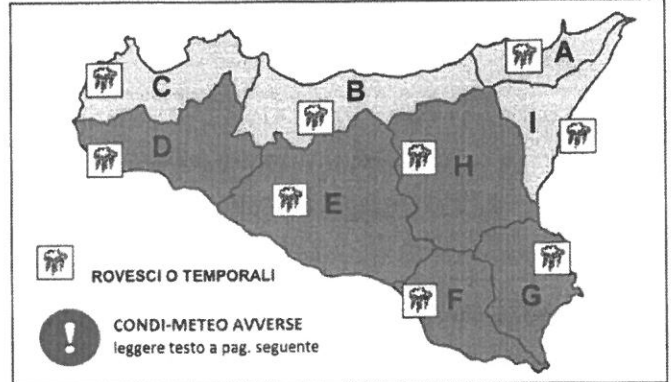 A
C
B
I
D
H
E
F
G
ROVESCI O TEMPORALI
!
CONDI-METEO AVVERSE
leggere testo a pag. seguente